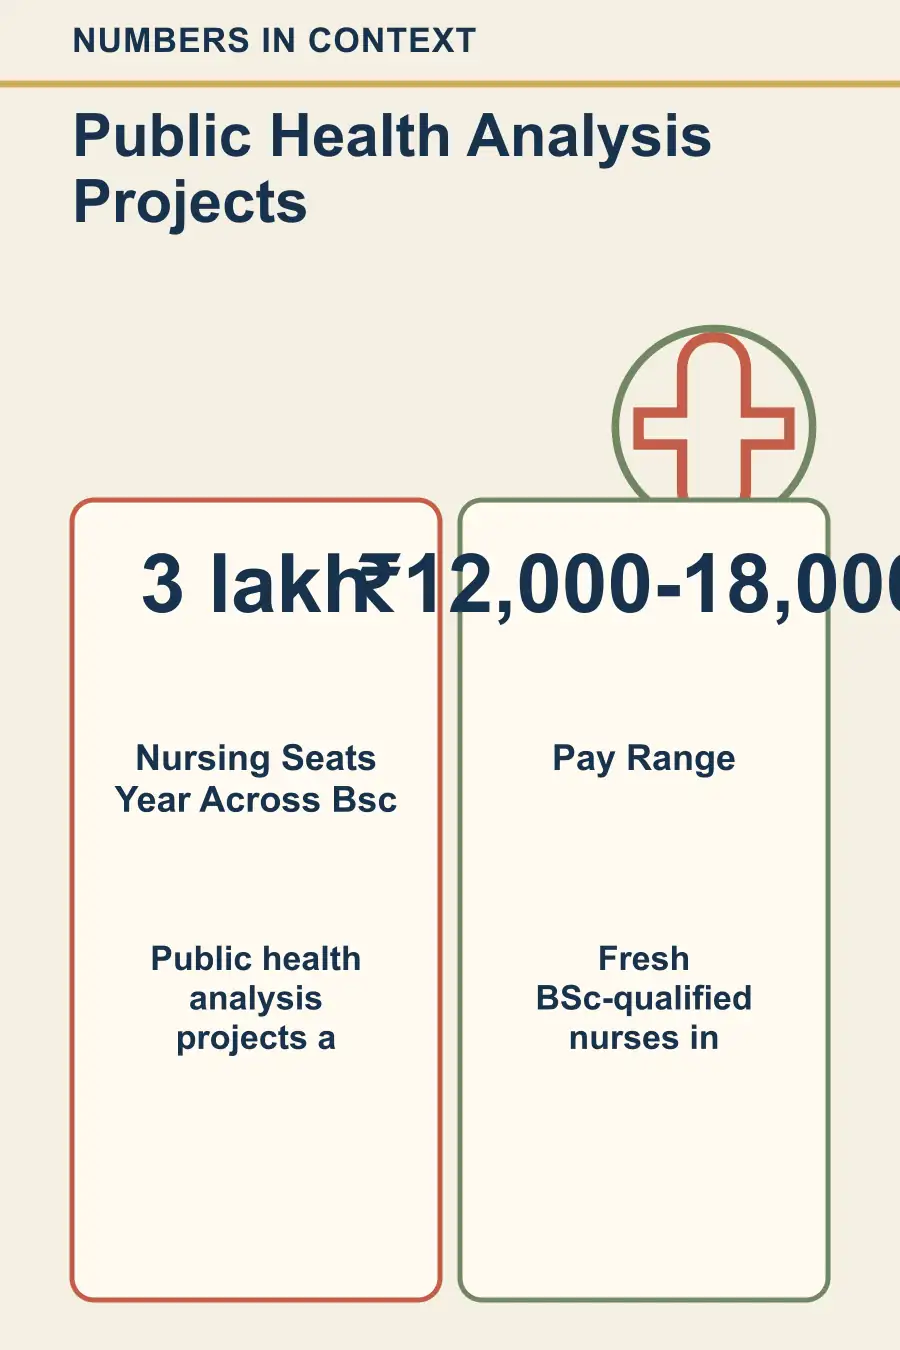 NUMBERS IN CONTEXT
Public Health Analysis
Projects
3 lakh
₹12,000-18,000
Nursing Seats
Year Across Bsc
Pay Range
Public health
analysis
projects a
Fresh
BSc-qualified
nurses in